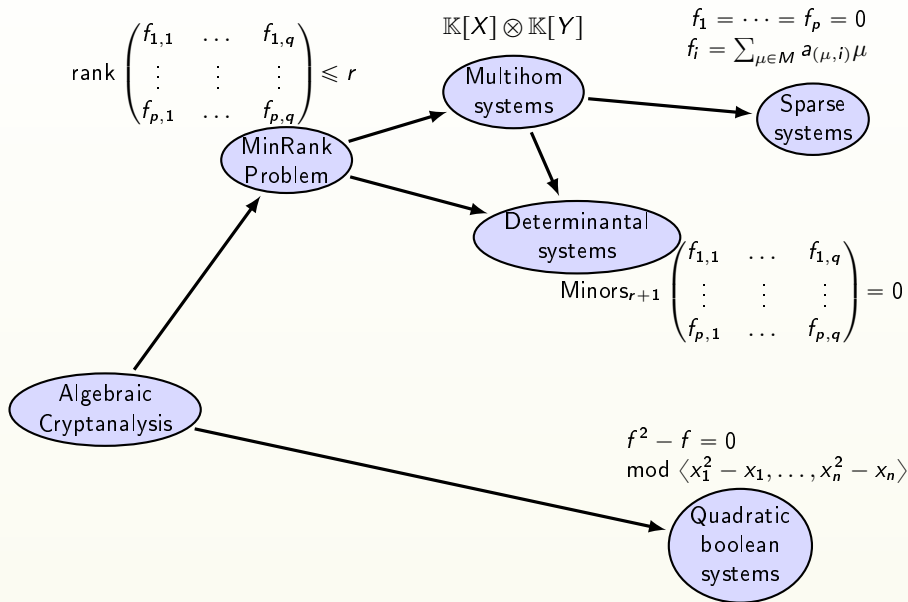 rank ⎛f₁,₁ … f₁,q⎞ ⩽ r
⋮ ⋮ ⋮
fₚ,₁ … fₚ,q
MinRank
Problem
𝕂[X] ⊗ 𝕂[Y]
Multihom
systems
f₁ = ⋯ = fₚ = 0
fᵢ = ∑_{μ∈M} a_{(μ,i)}μ
Sparse
systems
Determinantal
systems
Minors_{r+1} ⎛f₁,₁ … f₁,q⎞ = 0
⋮ ⋮ ⋮
fₚ,₁ … fₚ,q
Algebraic
Cryptanalysis
f² − f = 0
mod ⟨x₁² − x₁, …, xₙ² − xₙ⟩
Quadratic
boolean
systems